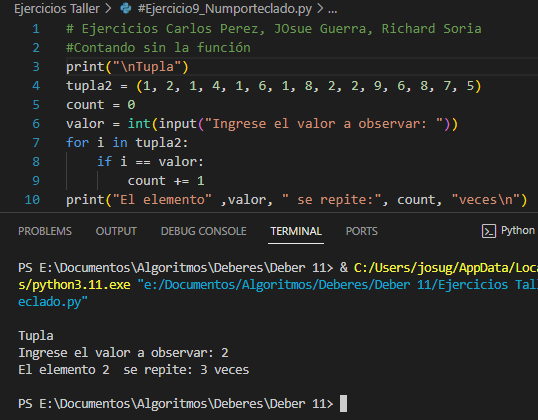 Ejercicios Taller > #Ejercicio9_Numporteclado.py > ...
1 # Ejercicios Carlos Perez, JOsue Guerra, Richard Soria
2 #Contando sin la función
3 print("\nTupla")
4 tupla2 = (1, 2, 1, 4, 1, 6, 1, 8, 2, 2, 9, 6, 8, 7, 5)
5 count = 0
6 valor = int(input("Ingrese el valor a observar: "))
7 for i in tupla2:
8 if i == valor:
9 count += 1
10 print("El elemento" ,valor, " se repite:", count, "veces\n")
PROBLEMS OUTPUT DEBUG CONSOLE TERMINAL PORTS Python
PS E:\Documentos\Algoritmos\Deberes\Deber 11> & C:/Users/josug/AppData/Loca
s/python3.11.exe "e:/Documentos/Algoritmos/Deberes/Deber 11/Ejercicios Tal
eclado.py"
Tupla
Ingrese el valor a observar: 2
El elemento 2  se repite: 3 veces
PS E:\Documentos\Algoritmos\Deberes\Deber 11>